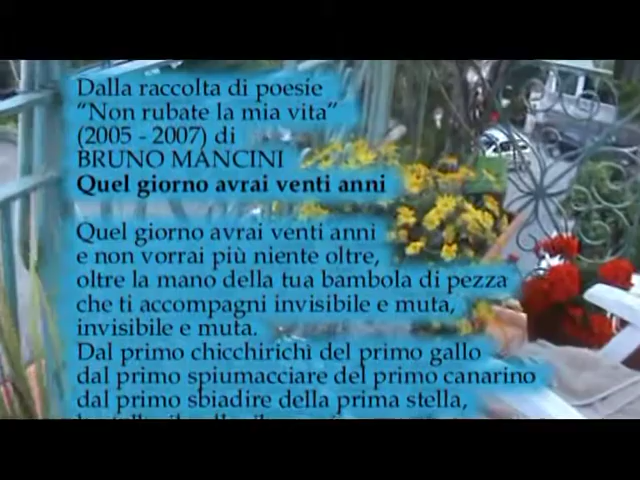 Dalla raccolta di poesie
"Non rubate la mia vita"
(2005 - 2007) di
BRUNO MANCINI
Quel giorno avrai venti anni
Quel giorno avrai venti anni
e non vorrai più niente oltre,
oltre la mano della tua bambola di pezza
che ti accompagni invisibile e muta,
invisibile e muta.
Dal primo chicchirichì del primo gallo
dal primo spiumacciare del primo canarino
dal primo sbiadire della prima stella,